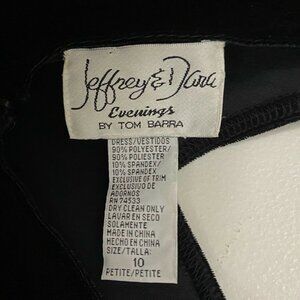 Jeffrey & Dara
Evenings
BY TOM BARRA
DRESS/VESTIDOS
90% POLYESTER/
90% POLIESTER
10% SPANDEX/
10% SPANDEX
EXCLUSIVE OF TRIM
EXCLUSIVO DE
ADORNOS
RN 74533
DRY CLEAN ONLY
LAVAR EN SECO
SOLAMENTE
MADE IN CHINA
HECHO EN CHINA
SIZE/TALLA:
10
PETITE/PETITE